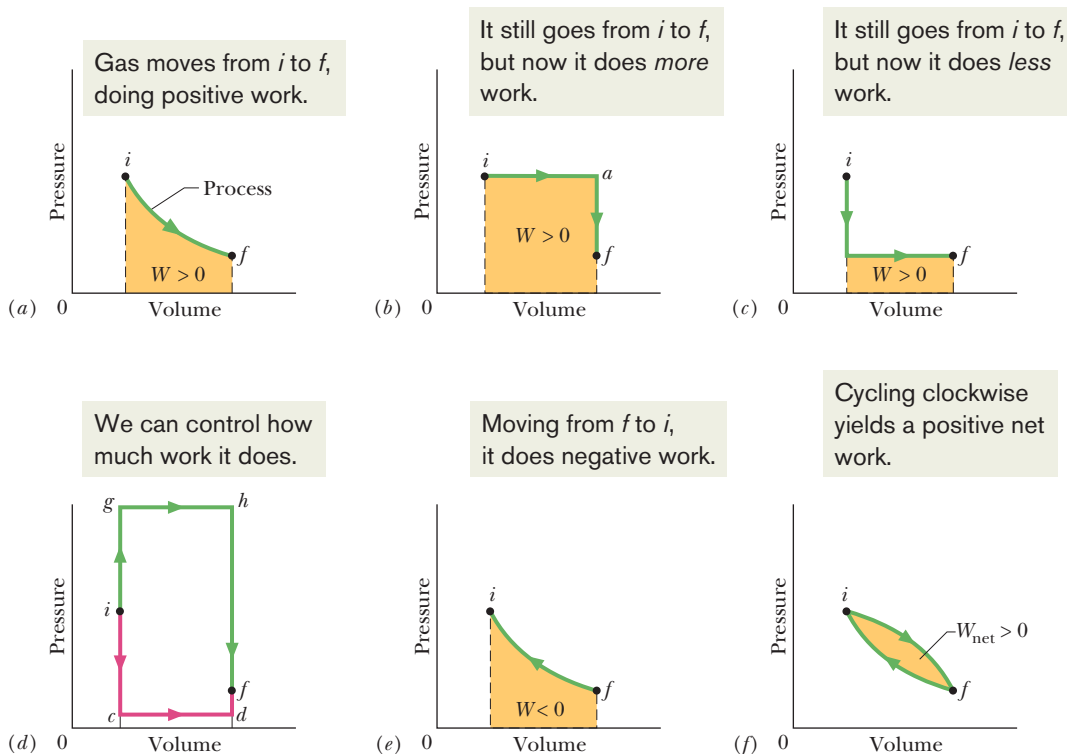 Gas moves from i to f,
doing positive work.
Pressure
i
Process
f
W > 0
(a) 0 Volume
It still goes from i to f,
but now it does more
work.
Pressure
i a
W > 0
f
(b) 0 Volume
It still goes from i to f,
but now it does less
work.
Pressure
i
f
W > 0
(c) 0 Volume
We can control how
much work it does.
Pressure
g h
i
f
c d
(d) 0 Volume
Moving from f to i,
it does negative work.
Pressure
i
f
W< 0
(e) 0 Volume
Cycling clockwise
yields a positive net
work.
Pressure
i
Wnet > 0
f
(f) 0 Volume